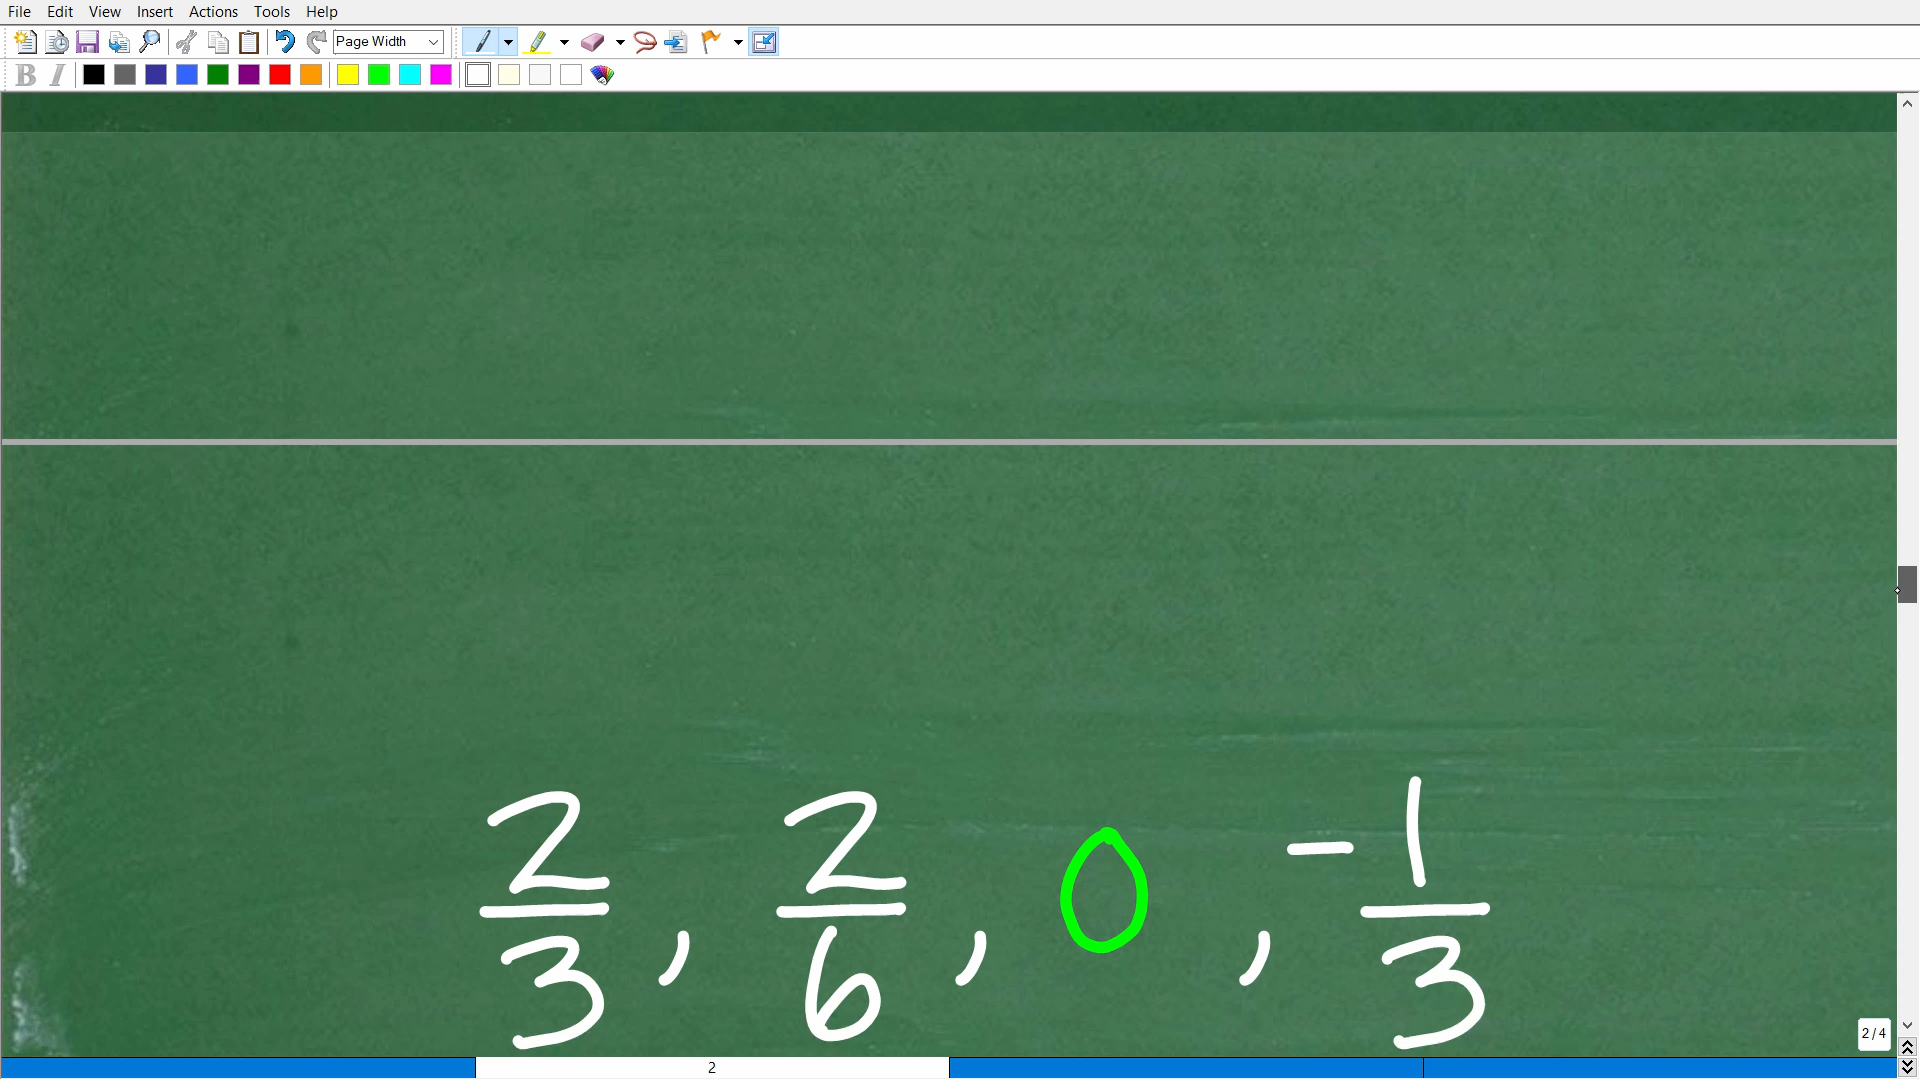 File Edit View Insert Actions Tools Help
Page Width
B I
2/3 , 2/6 , 0 , -1/3
2 / 4
2